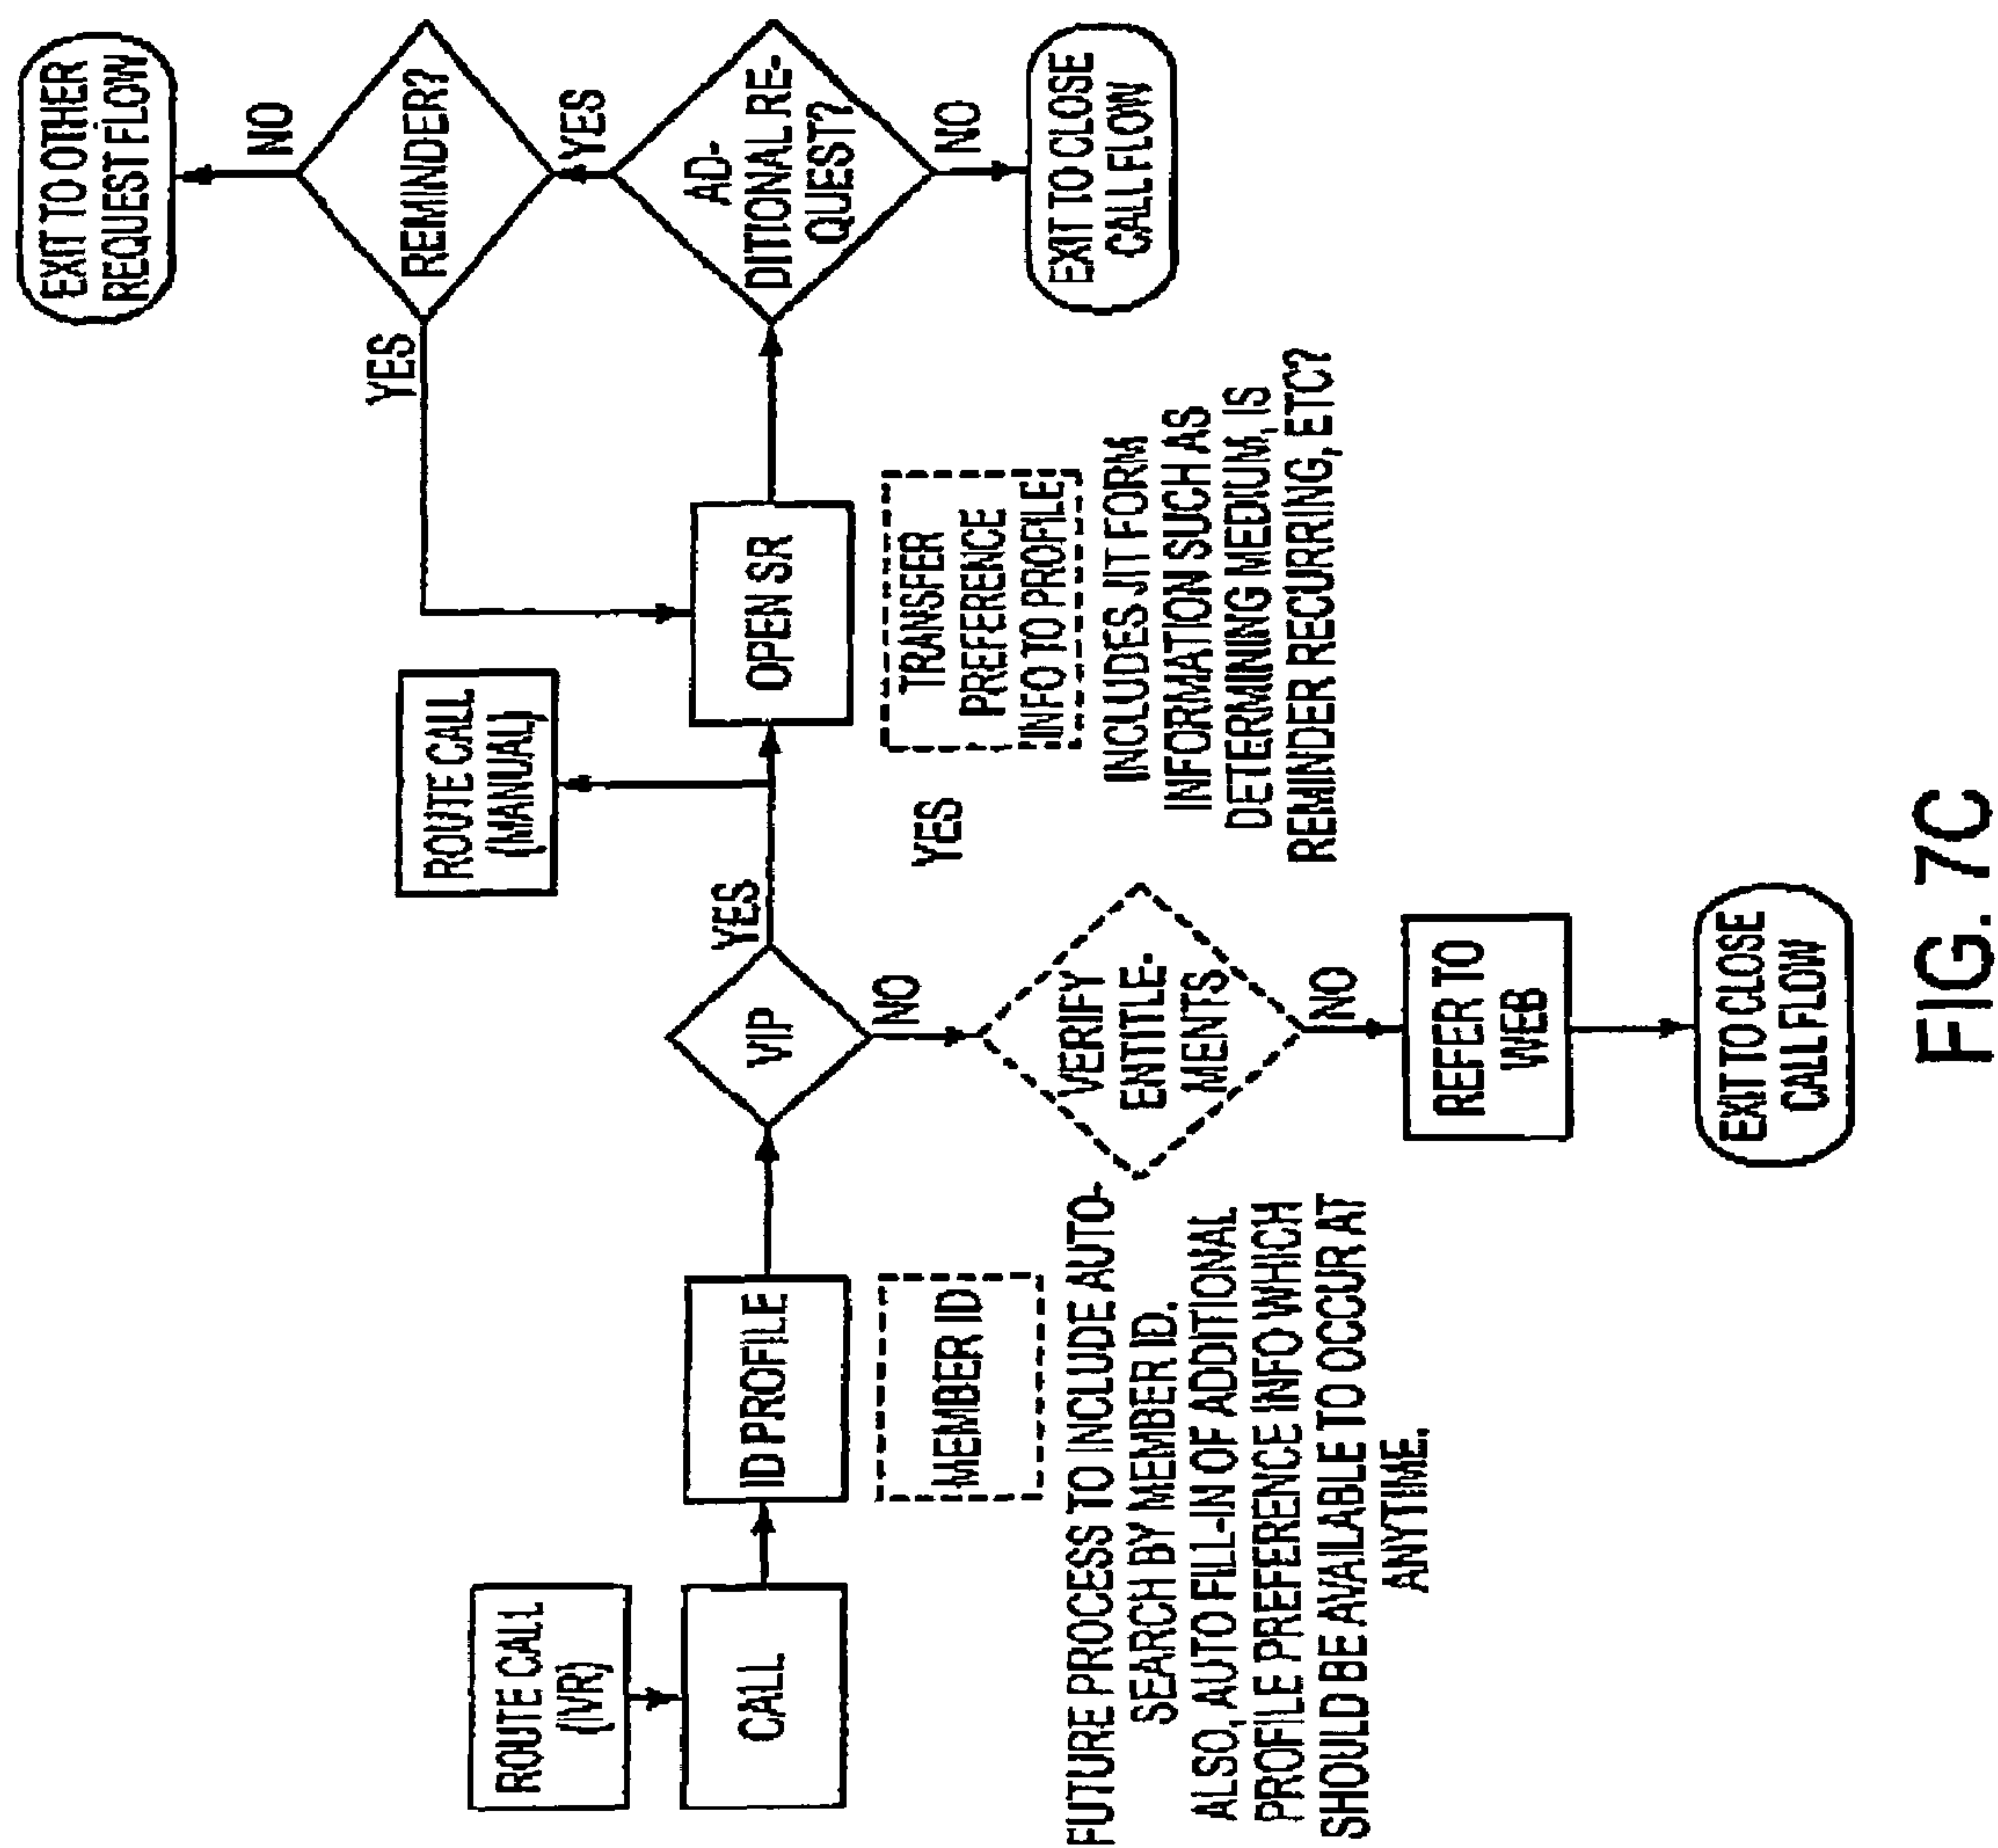 ROUTE CALL
(IVR)
CALL
ID PROFILE
MEMBER ID
FUTURE PROCESS TO INCLUDE AUTO-
SEARCH BY MEMBER ID.
ALSO, AUTO FILL-IN OF ADDITIONAL
PROFILE PREFERENCE INFO WHICH
SHOULD BE AVAILABLE TO OCCUR AT
ANYTIME.
VIP
YES
NO
VERIFY
ENTITLE-
MENTS
YES
NO
REFER TO
WEB
EXIT TO CLOSE
CALL FLOW
ROUTE CALL
(MANUAL)
OPEN SR
TRANSFER
PREFERENCE
INFO TO PROFILE
INCLUDES JIT FORM
INFORMATION SUCH AS
DETERMINING MEDIUM, IS
REMINDER RECURRING, ETC?
AD-
DITIONAL RE-
QUEST?
YES
NO
EXIT TO CLOSE
CALL FLOW
REMINDER?
YES
NO
EXIT TO OTHER
REQUEST FLOW
FIG. 7C